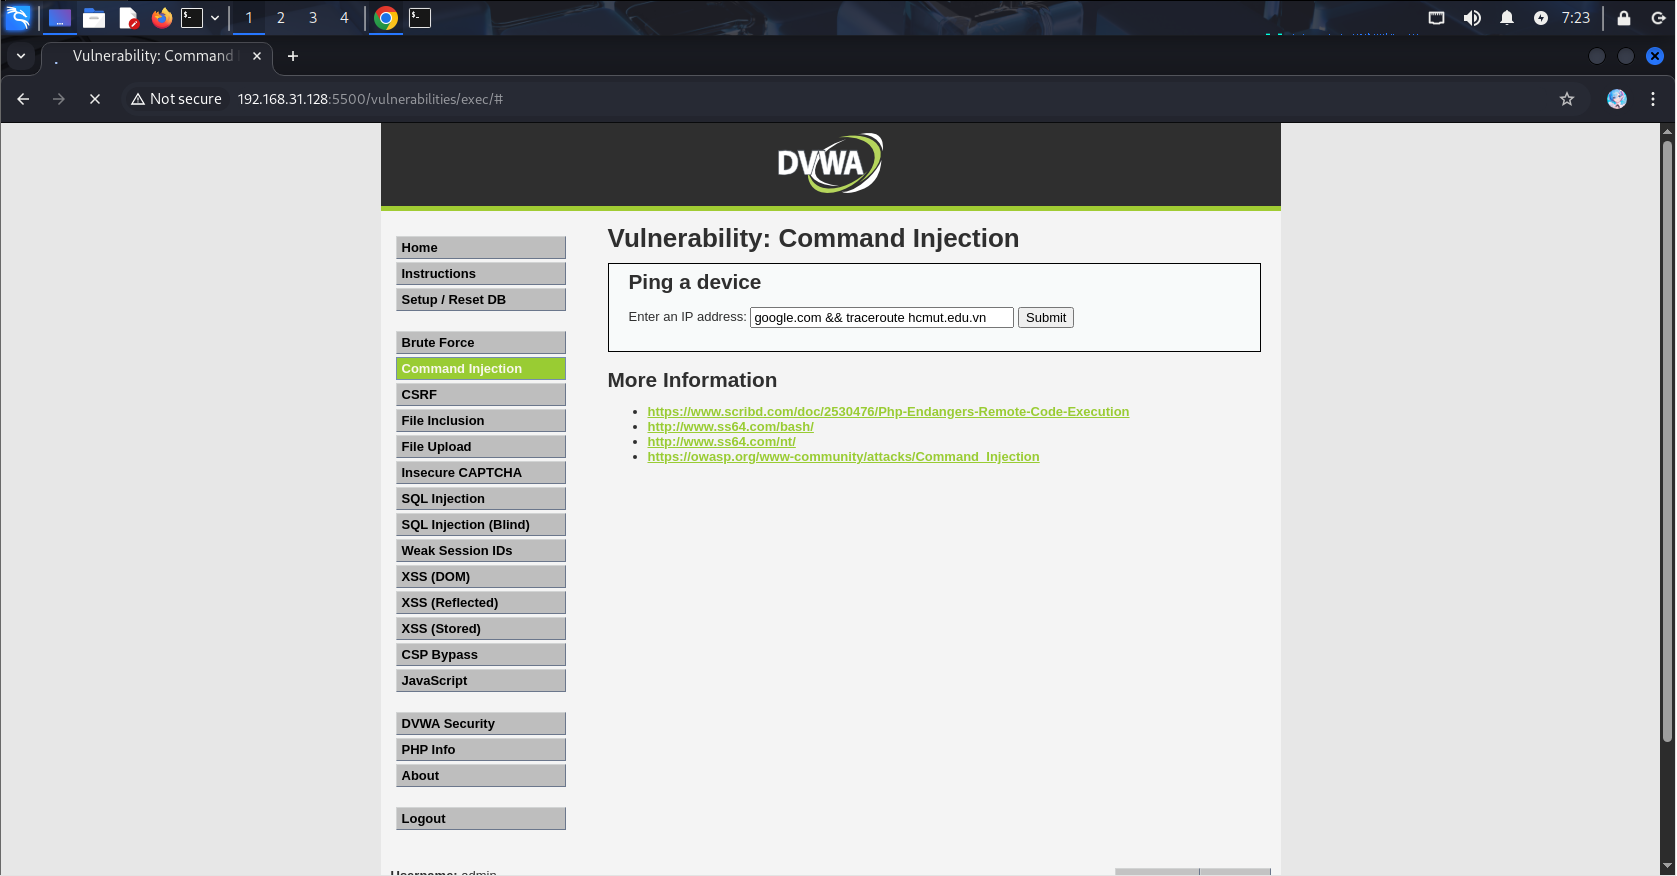 1 2 3 4 7:23
Vulnerability: Command
Not secure 192.168.31.128:5500/vulnerabilities/exec/#
DVWA
Home
Instructions
Setup / Reset DB
Brute Force
Command Injection
CSRF
File Inclusion
File Upload
Insecure CAPTCHA
SQL Injection
SQL Injection (Blind)
Weak Session IDs
XSS (DOM)
XSS (Reflected)
XSS (Stored)
CSP Bypass
JavaScript
DVWA Security
PHP Info
About
Logout
Vulnerability: Command Injection
Ping a device
Enter an IP address: google.com && traceroute hcmut.edu.vn Submit
More Information
https://www.scribd.com/doc/2530476/Php-Endangers-Remote-Code-Execution
http://www.ss64.com/bash/
http://www.ss64.com/nt/
https://owasp.org/www-community/attacks/Command_Injection
Username: admin